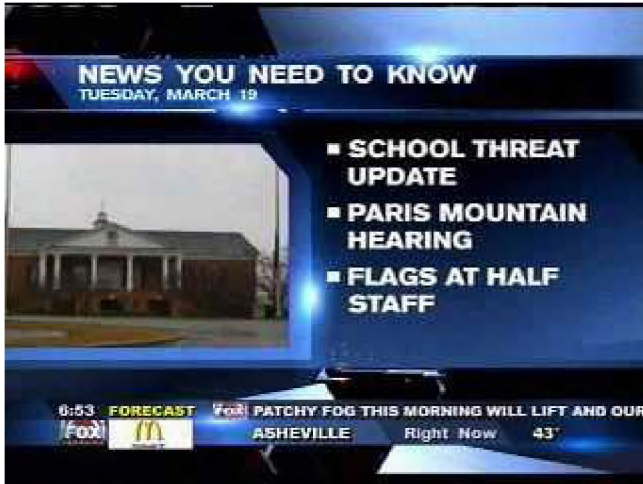 NEWS YOU NEED TO KNOW
TUESDAY, MARCH 19
SCHOOL THREAT
UPDATE
PARIS MOUNTAIN
HEARING
FLAGS AT HALF
STAFF
6:53 FORECAST FOX PATCHY FOG THIS MORNING WILL LIFT AND OUR
FOX M ASHEVILLE Right Now 43°